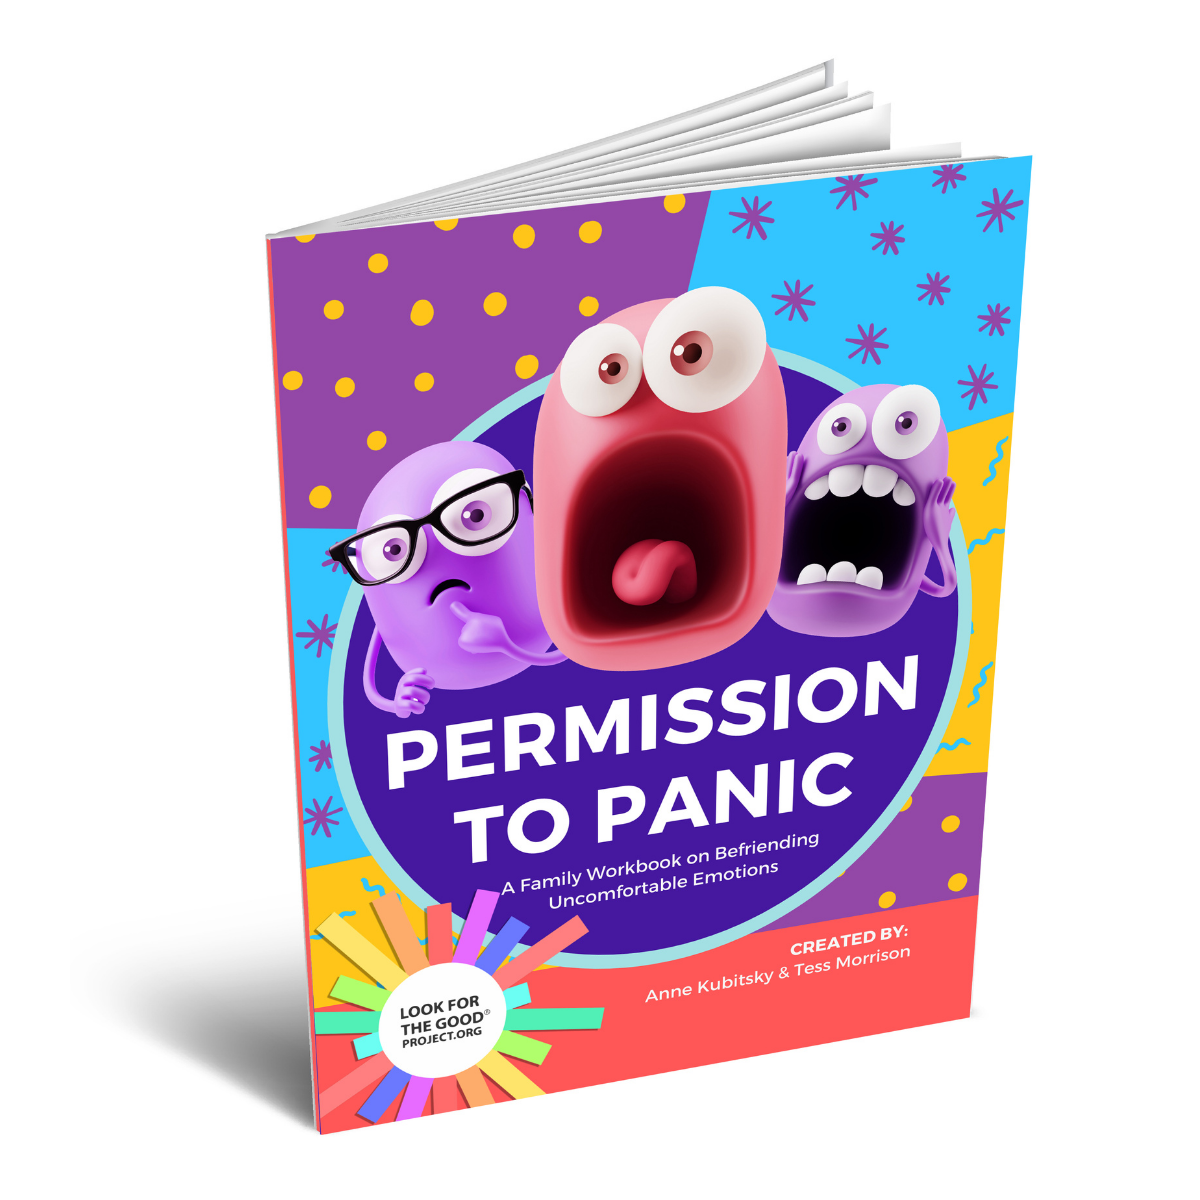 PERMISSION
TO PANIC
A Family Workbook on Befriending
Uncomfortable Emotions
CREATED BY:
Anne Kubitsky & Tess Morrison
LOOK FOR
THE GOOD®
PROJECT.ORG